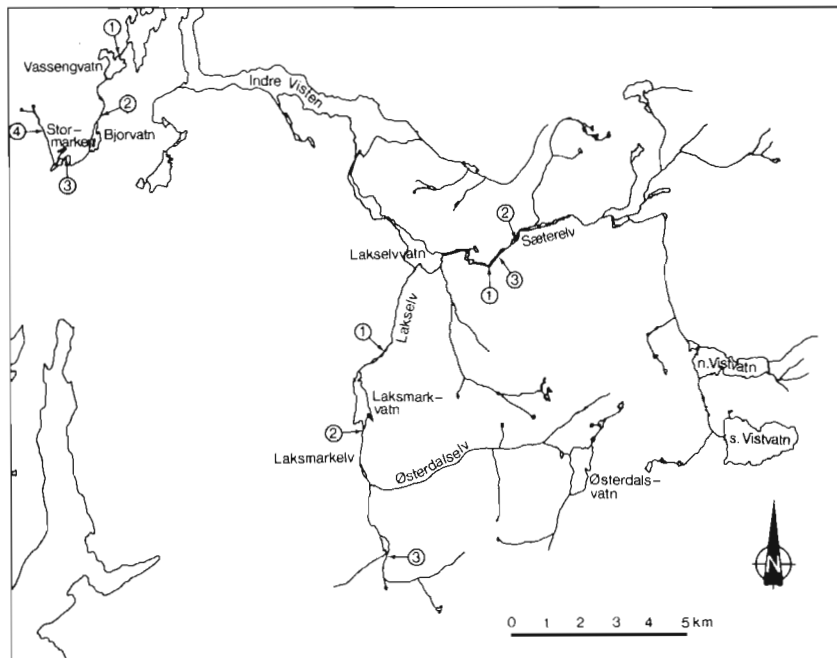 1
Vassengvatn
2
4
Stor-
marken
Bjorvatn
3
Indre Visten
2
Sæterelv
Lakselvvatn
1
3
Lakselv
1
n.Vistvatn
Laksmark-
vatn
2
s. Vistvatn
Laksmarkelv
Østerdalselv
Østerdals-
vatn
3
N
0 1 2 3 4 5 km